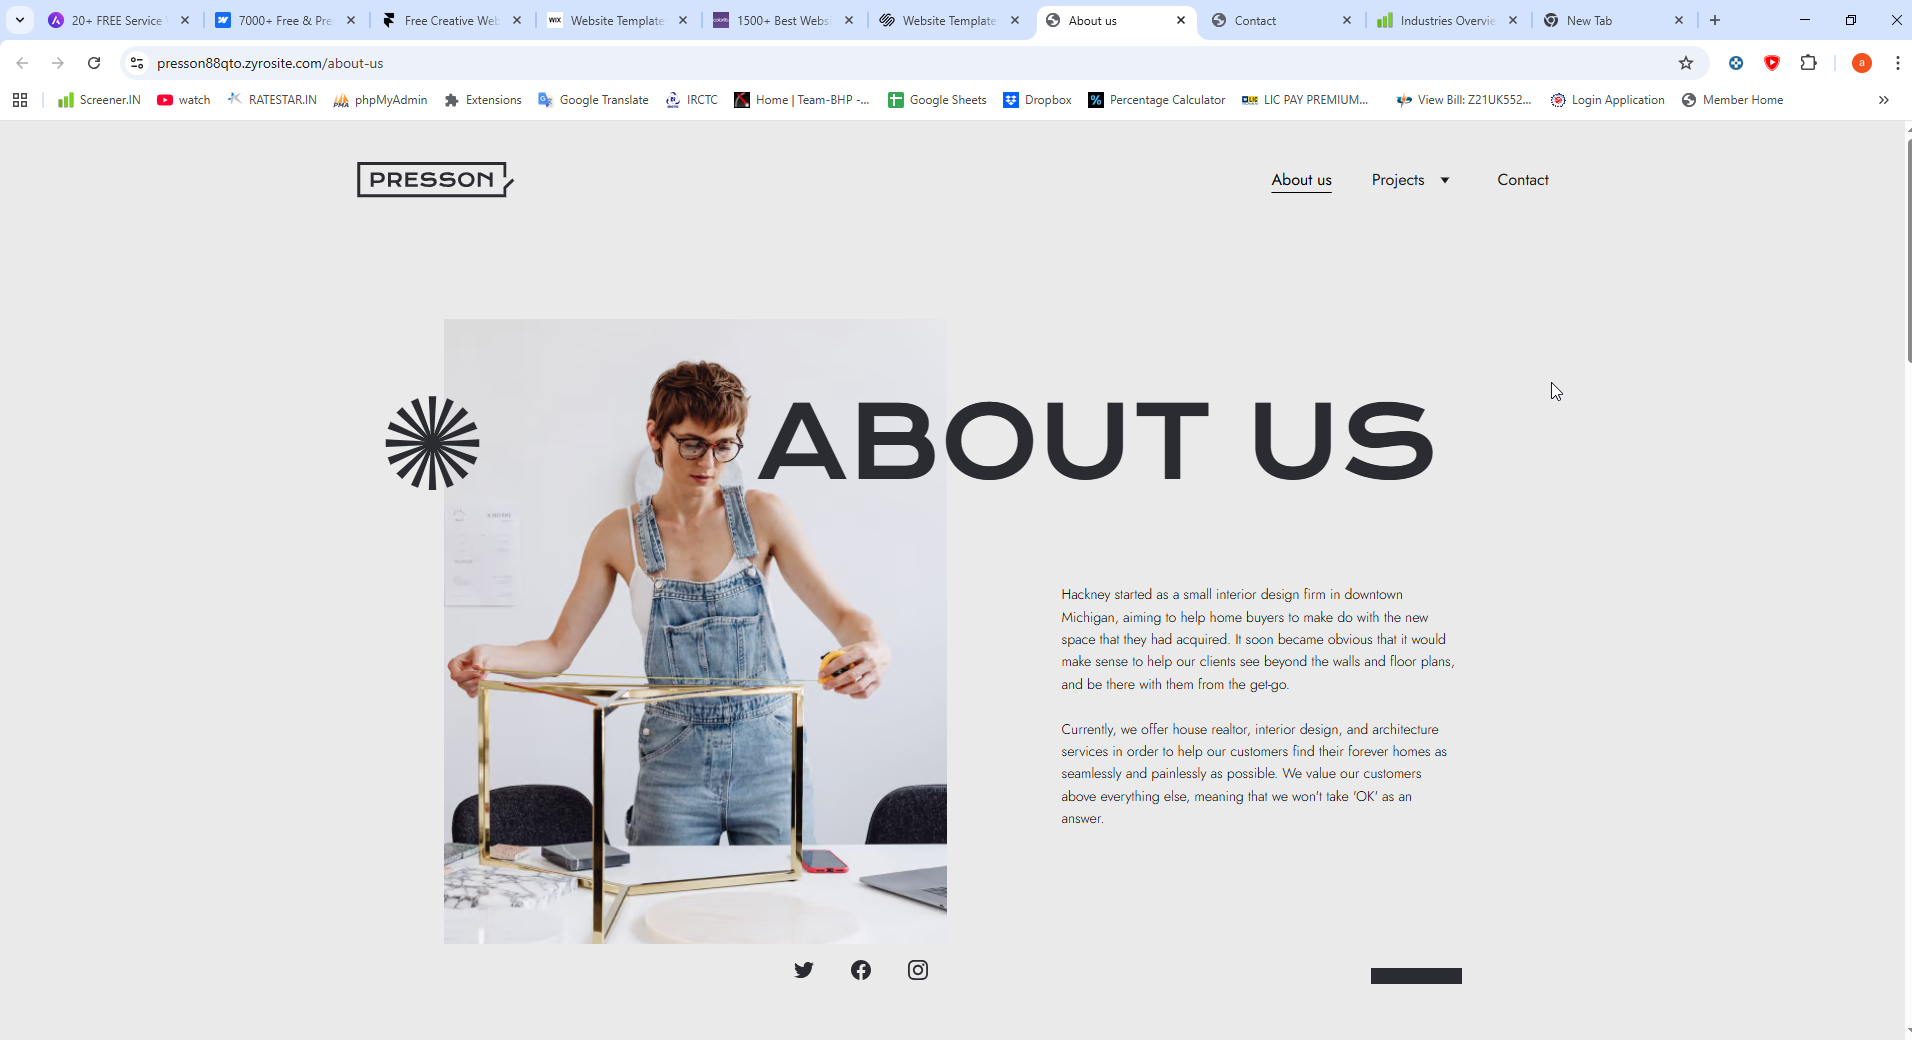 20+ FREE Service
7000+ Free & Pre
Free Creative Web
WIX
Website Template
colorlib
1500+ Best Webs
Website Template
About us
Contact
Industries Overvie
New Tab
presson88qto.zyrosite.com/about-us
a
Screener.IN
watch
RATESTAR.IN
PMA
phpMyAdmin
Extensions
Google Translate
IRCTC
Home | Team-BHP -...
Google Sheets
Dropbox
%
Percentage Calculator
LIC
LIC PAY PREMIUM...
View Bill: Z21UK552...
Login Application
Member Home
PRESSON
About us
Projects
Contact
ABOUT US
Hackney started as a small interior design firm in downtown
Michigan, aiming to help home buyers to make do with the new
space that they had acquired. It soon became obvious that it would
make sense to help our clients see beyond the walls and floor plans,
and be there with them from the get-go.
Currently, we offer house realtor, interior design, and architecture
services in order to help our customers find their forever homes as
seamlessly and painlessly as possible. We value our customers
above everything else, meaning that we won't take 'OK' as an
answer.